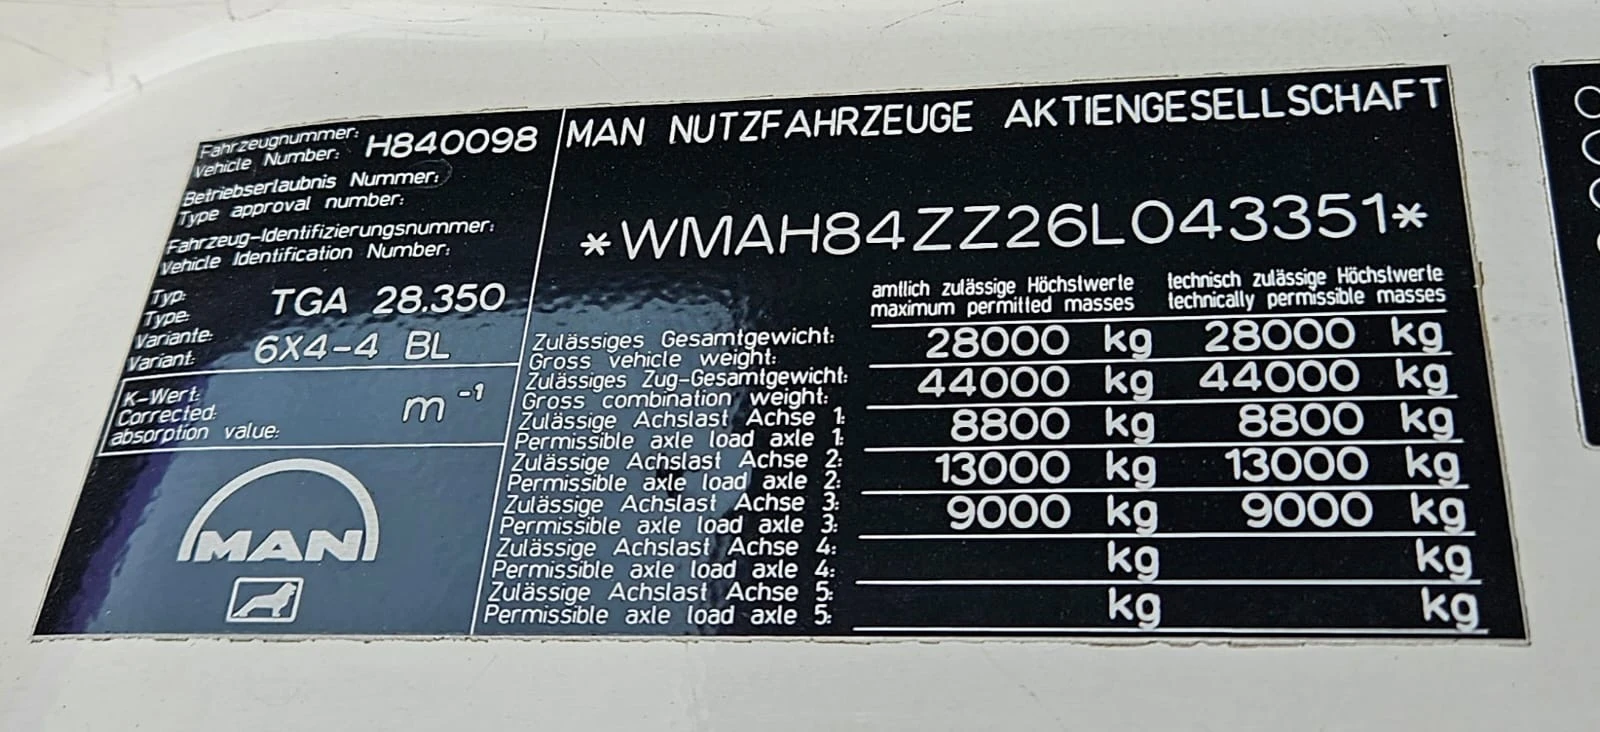 Fahrzeugnummer:
Vehicle Number: H840098
Betriebserlaubnis Nummer:
Type approval number:
Fahrzeug-Identifizierungsnummer:
Vehicle Identification Number:
Typ:
Type: TGA 28.350
Variante:
Variant: 6X4-4 BL
K-Wert:
Corrected
absorption value: m⁻¹
MAN
MAN NUTZFAHRZEUGE AKTIENGESELLSCHAFT
*WMAH84ZZ26L043351*
amtlich zulässige Höchstwerte technisch zulässige Höchstwerte
maximum permitted masses technically permissible masses
Zulässiges Gesamtgewicht:
Gross vehicle weight: 28000 kg 28000 kg
Zulässiges Zug-Gesamtgewicht:
Gross combination weight: 44000 kg 44000 kg
Zulässige Achslast Achse 1:
Permissible axle load axle 1: 8800 kg 8800 kg
Zulässige Achslast Achse 2:
Permissible axle load axle 2: 13000 kg 13000 kg
Zulässige Achslast Achse 3:
Permissible axle load axle 3: 9000 kg 9000 kg
Zulässige Achslast Achse 4:
Permissible axle load axle 4: kg kg
Zulässige Achslast Achse 5:
Permissible axle load axle 5: kg kg